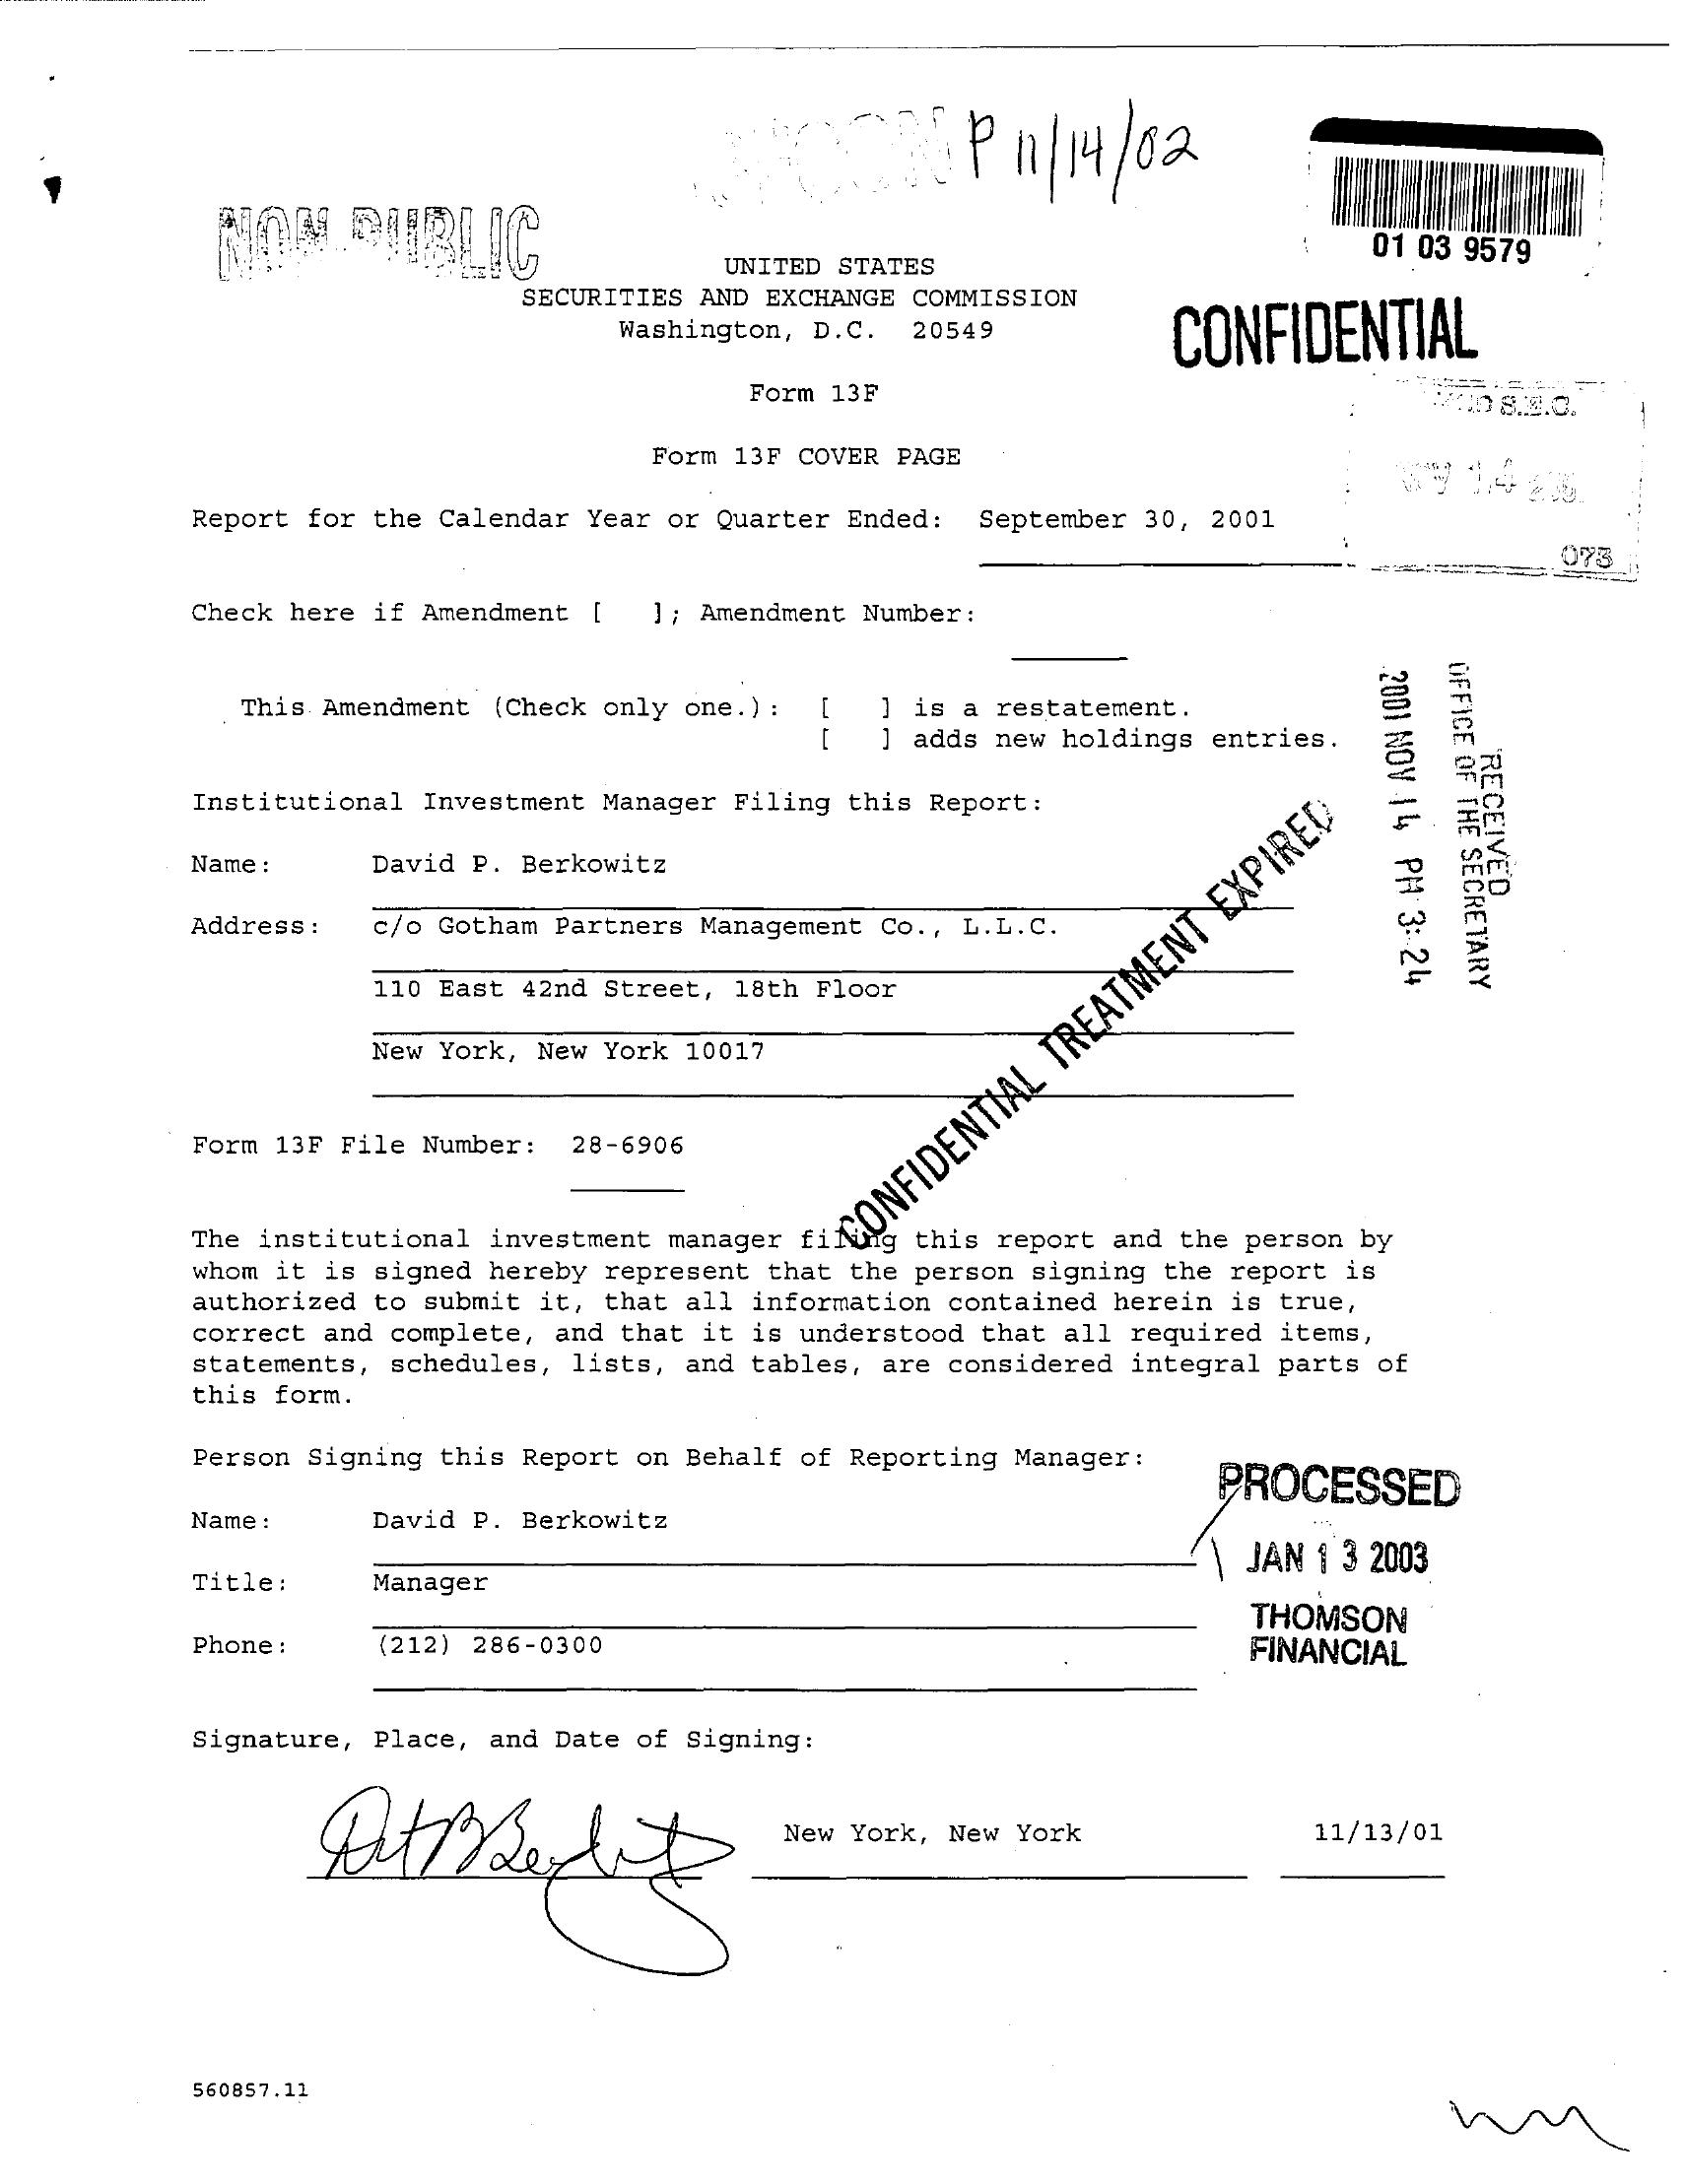 P 11/14/02
NON-PUBLIC
01 03 9579
UNITED STATES
SECURITIES AND EXCHANGE COMMISSION
Washington, D.C. 20549
CONFIDENTIAL
Form 13F
S.E.C.
Form 13F COVER PAGE
14
Report for the Calendar Year or Quarter Ended: September 30, 2001
073
Check here if Amendment [ ]; Amendment Number:
This Amendment (Check only one.): [ ] is a restatement.
[ ] adds new holdings entries.
RECEIVED
OFFICE OF THE SECRETARY
2001 NOV 14 PM 3:24
Institutional Investment Manager Filing this Report:
CONFIDENTIAL TREATMENT EXPIRED
Name: David P. Berkowitz
Address: c/o Gotham Partners Management Co., L.L.C.
110 East 42nd Street, 18th Floor
New York, New York 10017
Form 13F File Number: 28-6906
The institutional investment manager filing this report and the person by
whom it is signed hereby represent that the person signing the report is
authorized to submit it, that all information contained herein is true,
correct and complete, and that it is understood that all required items,
statements, schedules, lists, and tables, are considered integral parts of
this form.
Person Signing this Report on Behalf of Reporting Manager:
PROCESSED
Name: David P. Berkowitz
JAN 13 2003
Title: Manager
THOMSON
FINANCIAL
Phone: (212) 286-0300
Signature, Place, and Date of Signing:
New York, New York 11/13/01
560857.11